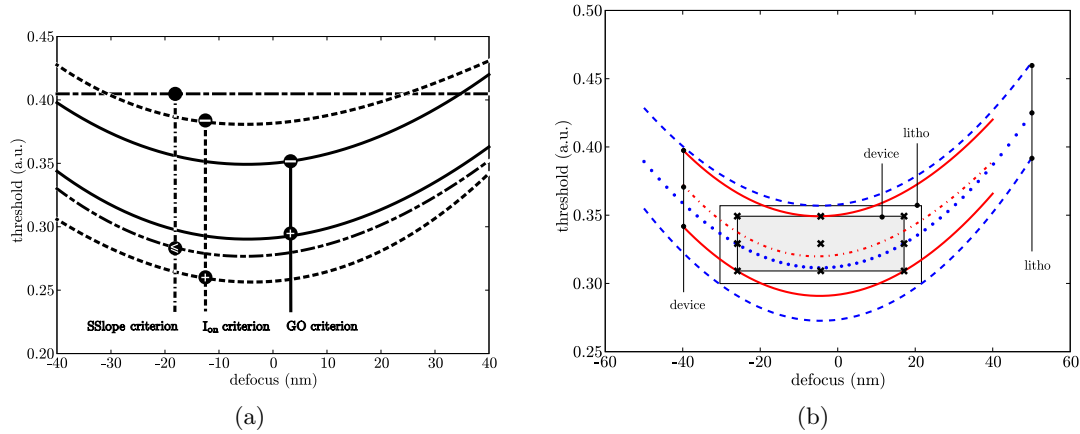 0.45
0.40
0.35
0.30
0.25
0.20
threshold (a.u.)
SSlope criterion
I_on criterion
GO criterion
-40
-30
-20
-10
0
10
20
30
40
defocus (nm)
(a)
0.50
0.45
0.40
0.35
0.30
0.25
threshold (a.u.)
litho
litho
device
litho
device
-60
-40
-20
0
20
40
60
defocus (nm)
(b)